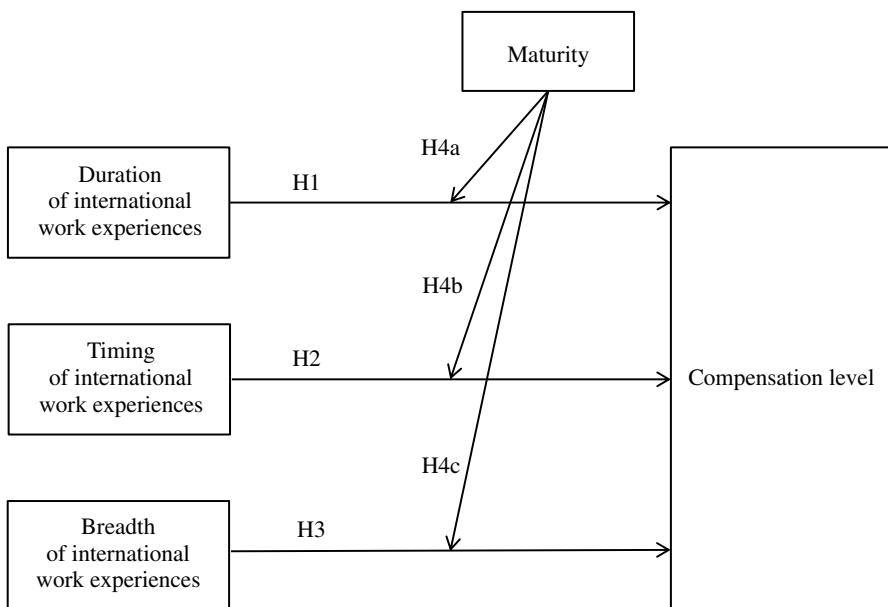 Maturity
H4a
Duration
of international
work experiences
H1
H4b
Timing
of international
work experiences
H2
Compensation level
H4c
Breadth
of international
work experiences
H3